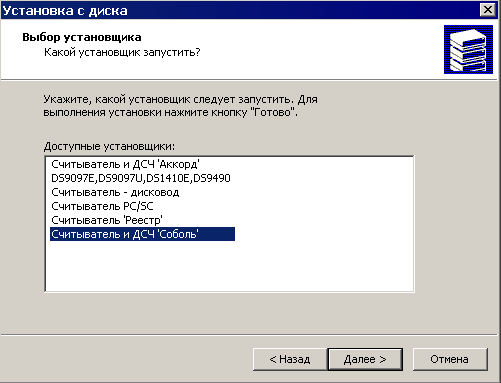 Установка с диска
Выбор установщика
Какой установщик запустить?
Укажите, какой установщик следует запустить. Для
выполнения установки нажмите кнопку "Готово".
Доступные установщики:
Считыватель и ДСЧ 'Аккорд'
DS9097E,DS9097U,DS1410E,DS9490
Считыватель - дисковод
Считыватель PC/SC
Считыватель 'Реестр'
Считыватель и ДСЧ 'Соболь'
< Назад
Далее >
Отмена